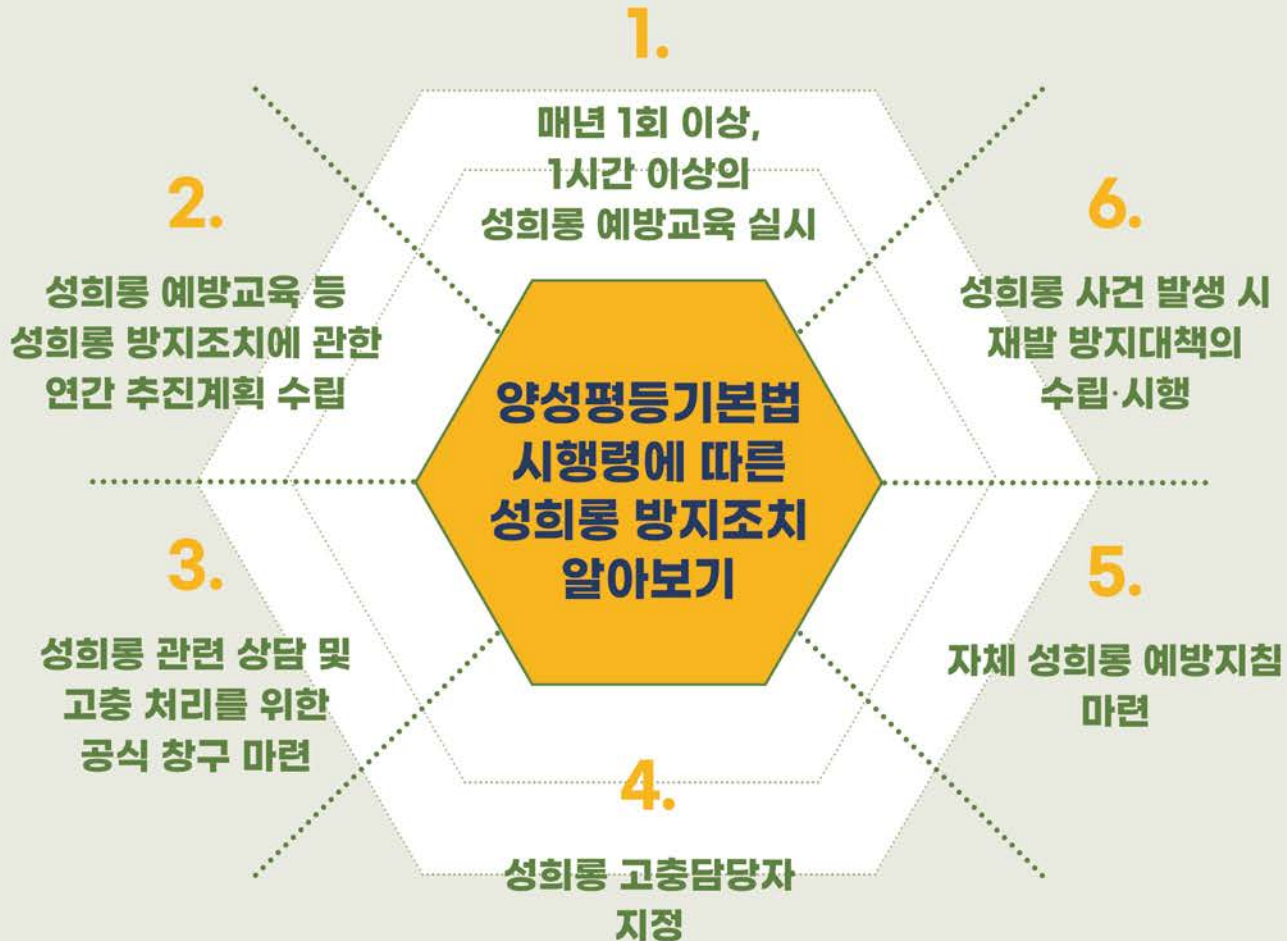 1.
매년 1회 이상,
1시간 이상의
성희롱 예방교육 실시
2.
성희롱 예방교육 등
성희롱 방지조치에 관한
연간 추진계획 수립
3.
성희롱 관련 상담 및
고충 처리를 위한
공식 창구 마련
4.
성희롱 고충담당자
지정
5.
자체 성희롱 예방지침
마련
6.
성희롱 사건 발생 시
재발 방지대책의
수립·시행
양성평등기본법
시행령에 따른
성희롱 방지조치
알아보기